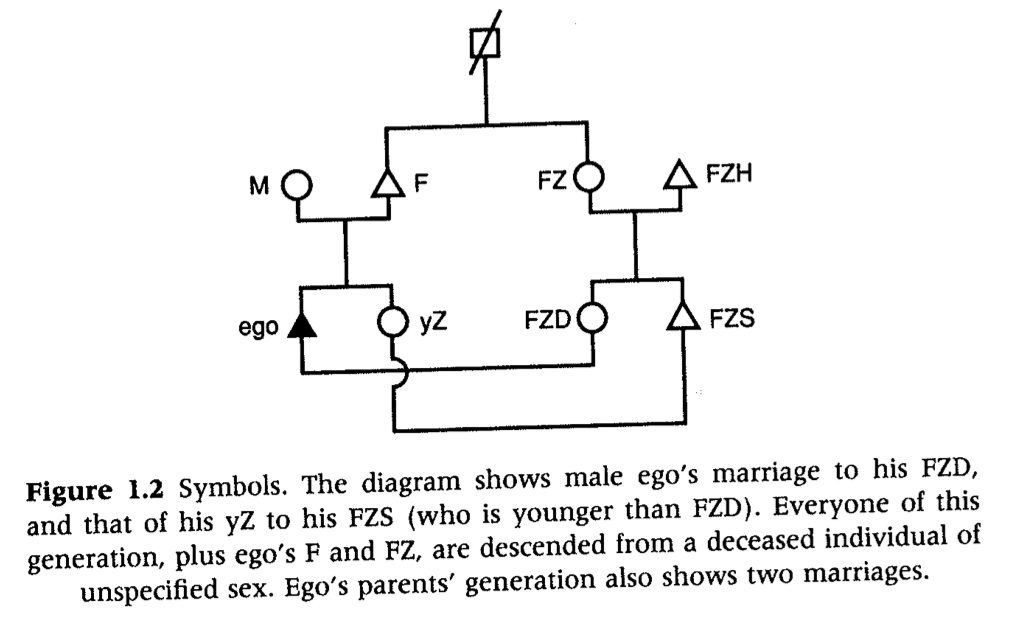 M
F
FZ
FZH
ego
yZ
FZD
FZS
Figure 1.2 Symbols. The diagram shows male ego's marriage to his FZD,
and that of his yZ to his FZS (who is younger than FZD). Everyone of this
generation, plus ego's F and FZ, are descended from a deceased individual of
unspecified sex. Ego's parents' generation also shows two marriages.